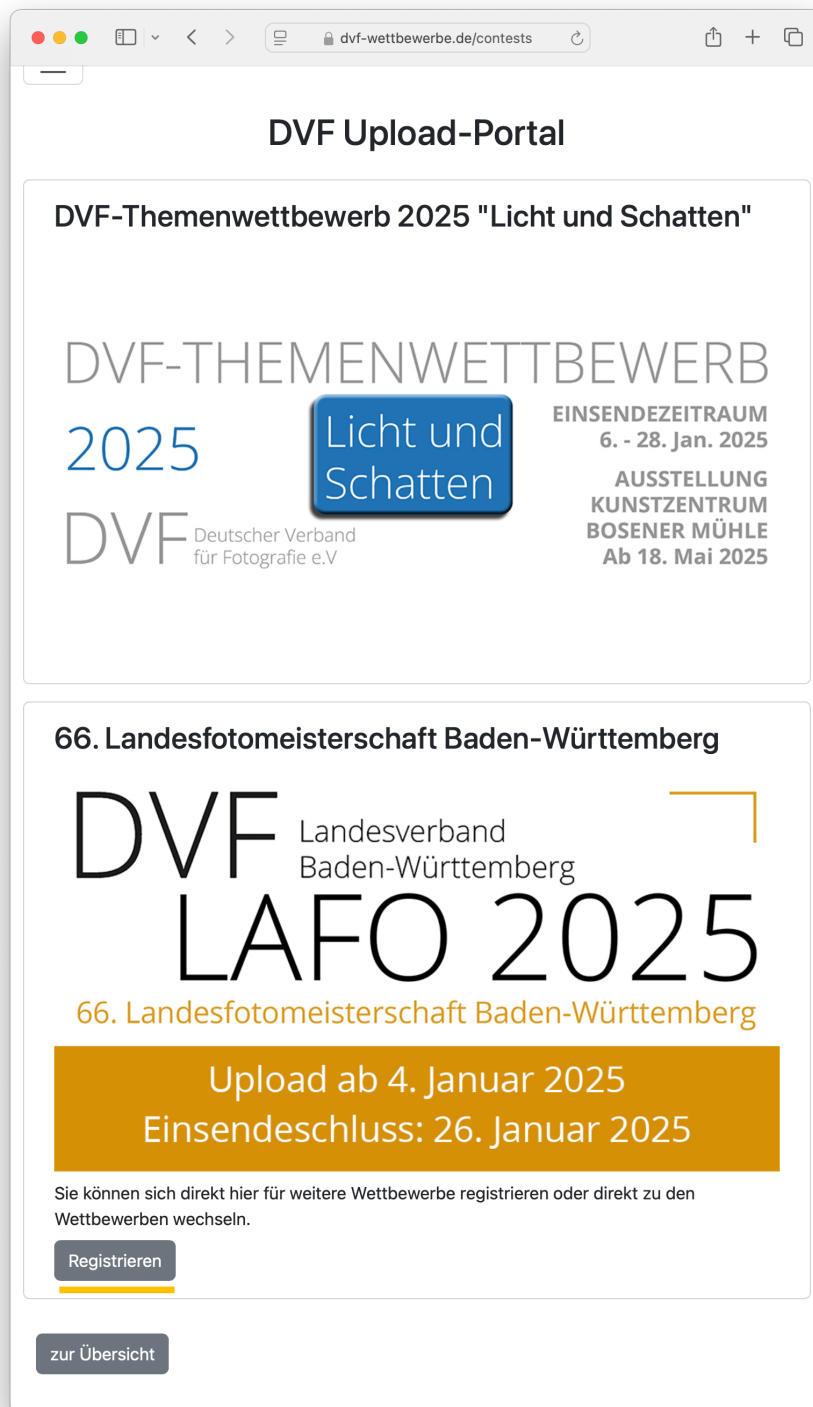 dvf-wettbewerbe.de/contests
DVF Upload-Portal
DVF-Themenwettbewerb 2025 "Licht und Schatten"
DVF-THEMENWETTBEWERB
2025
Licht und
Schatten
EINSENDEZEITRAUM
6. - 28. Jan. 2025
AUSSTELLUNG
KUNSTZENTRUM
BOSENER MÜHLE
Ab 18. Mai 2025
DVF Deutscher Verband
für Fotografie e.V
66. Landesfotomeisterschaft Baden-Württemberg
DVF Landesverband
Baden-Württemberg
LAFO 2025
66. Landesfotomeisterschaft Baden-Württemberg
Upload ab 4. Januar 2025
Einsendeschluss: 26. Januar 2025
Sie können sich direkt hier für weitere Wettbewerbe registrieren oder direkt zu den
Wettbewerben wechseln.
Registrieren
zur Übersicht